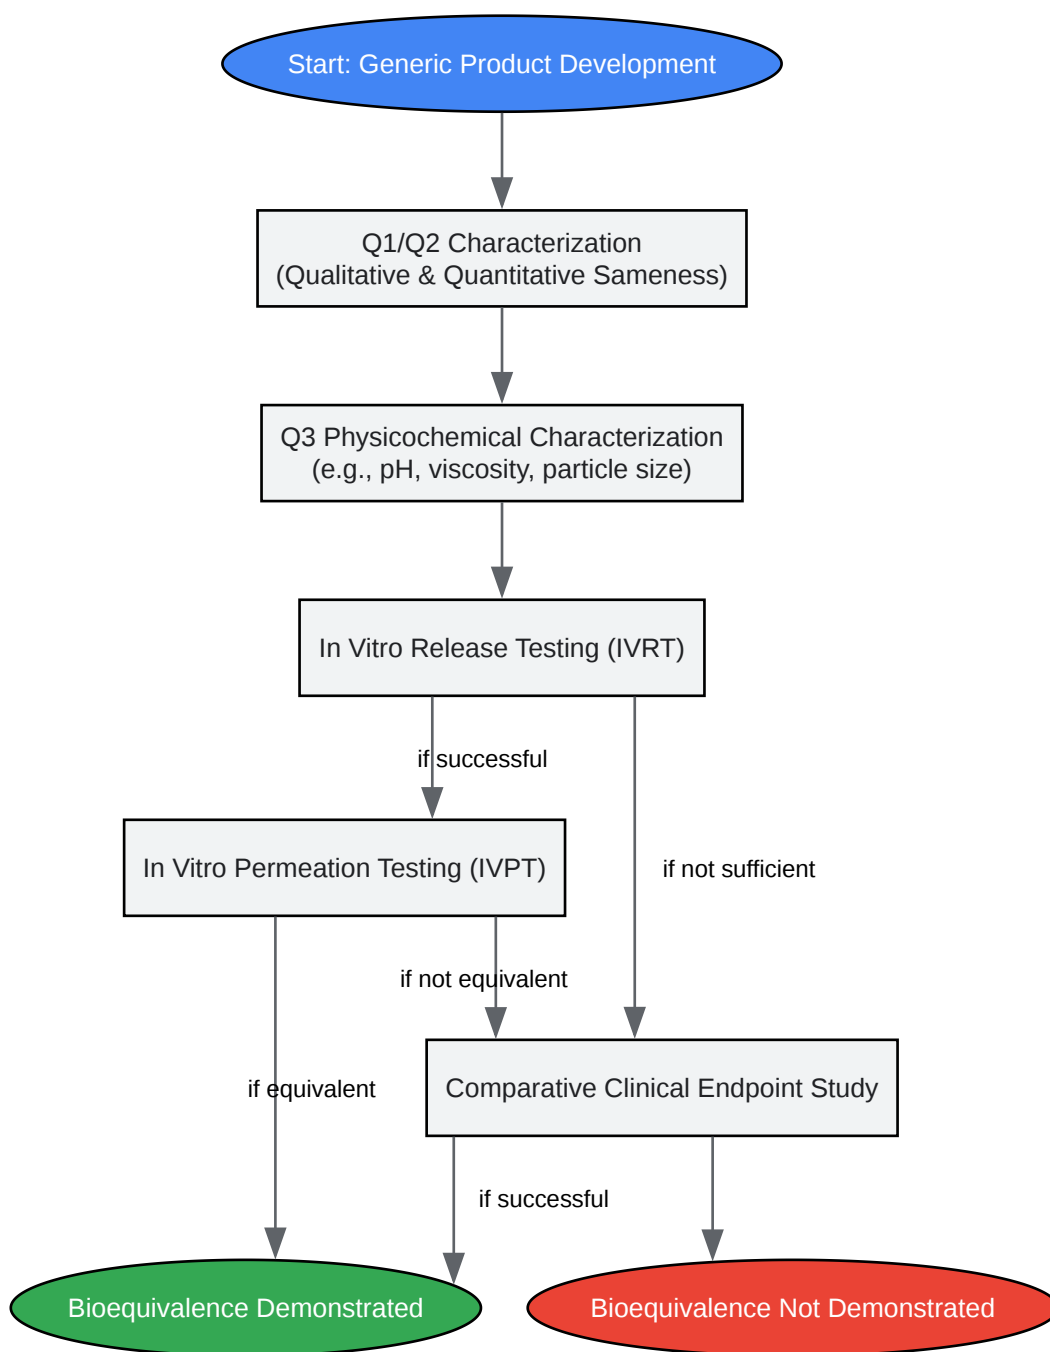 Start: Generic Product Development
Q1/Q2 Characterization
(Qualitative & Quantitative Sameness)
Q3 Physicochemical Characterization
(e.g., pH, viscosity, particle size)
In Vitro Release Testing (IVRT)
if successful
In Vitro Permeation Testing (IVPT)
if not sufficient
if not equivalent
if equivalent
Comparative Clinical Endpoint Study
if successful
Bioequivalence Demonstrated
Bioequivalence Not Demonstrated